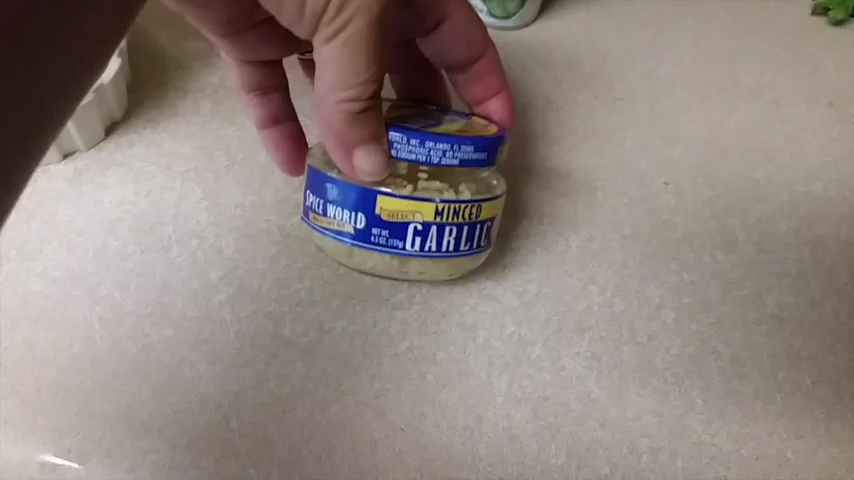 WORLD, INC., ORLANDO, FL
PHOSPHORIC ACID. NO PRESERVATIVES
SODIUM PER 1 TSP SERVING
SPICE WORLD
SELECT
MINCED
GARLIC
NET WT.
4.5 OZ. (127g)